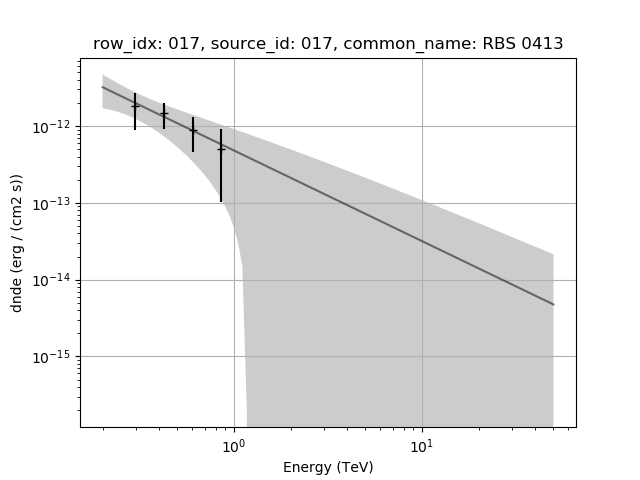 row_idx: 017, source_id: 017, common_name: RBS 0413
dnde (erg / (cm2 s))
10⁻¹²
10⁻¹³
10⁻¹⁴
10⁻¹⁵
10⁰ 10¹
Energy (TeV)